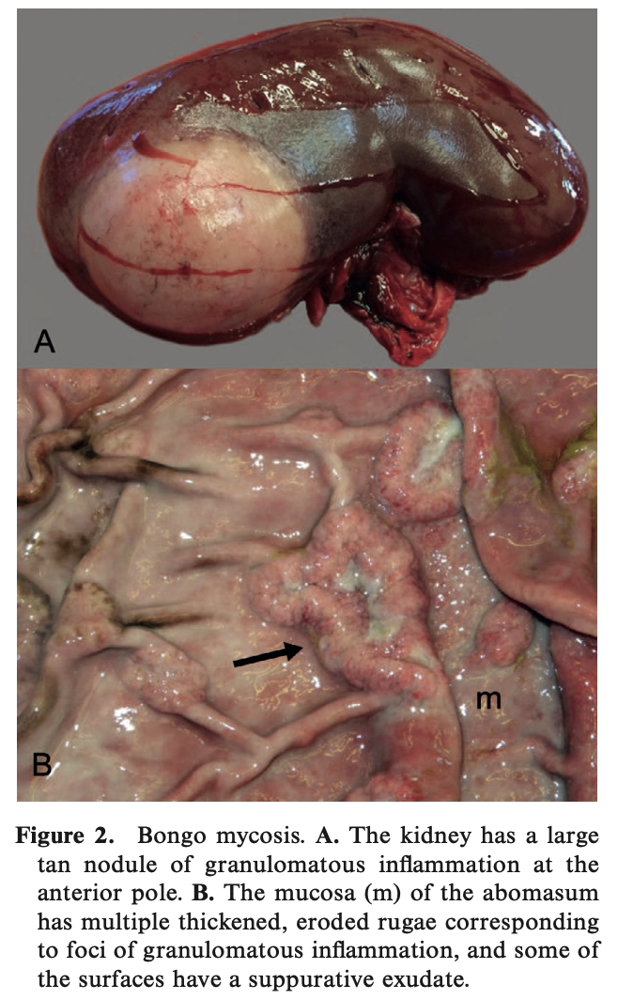 A
m
B
Figure 2. Bongo mycosis. A. The kidney has a large
tan nodule of granulomatous inflammation at the
anterior pole. B. The mucosa (m) of the abomasum
has multiple thickened, eroded rugae corresponding
to foci of granulomatous inflammation, and some of
the surfaces have a suppurative exudate.